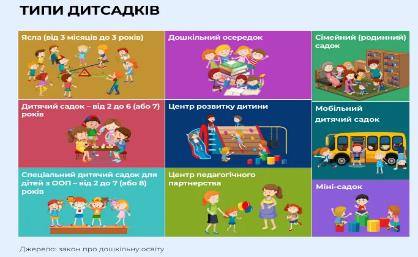 ТИПИ ДИТСАДКІВ
Ясла (від 3 місяців до 3 років)
Дошкільний осередок
Сімейний (родинний)
садок
Дитячий садок – від 2 до 6 (або 7)
років
Центр розвитку дитини
Мобільний
дитячий садок
Спеціальний дитячий садок для
дітей з ООП – від 2 до 7 (або 8)
років
Центр педагогічного
партнерства
Міні-садок
Джерело: закон про дошкільну освіту